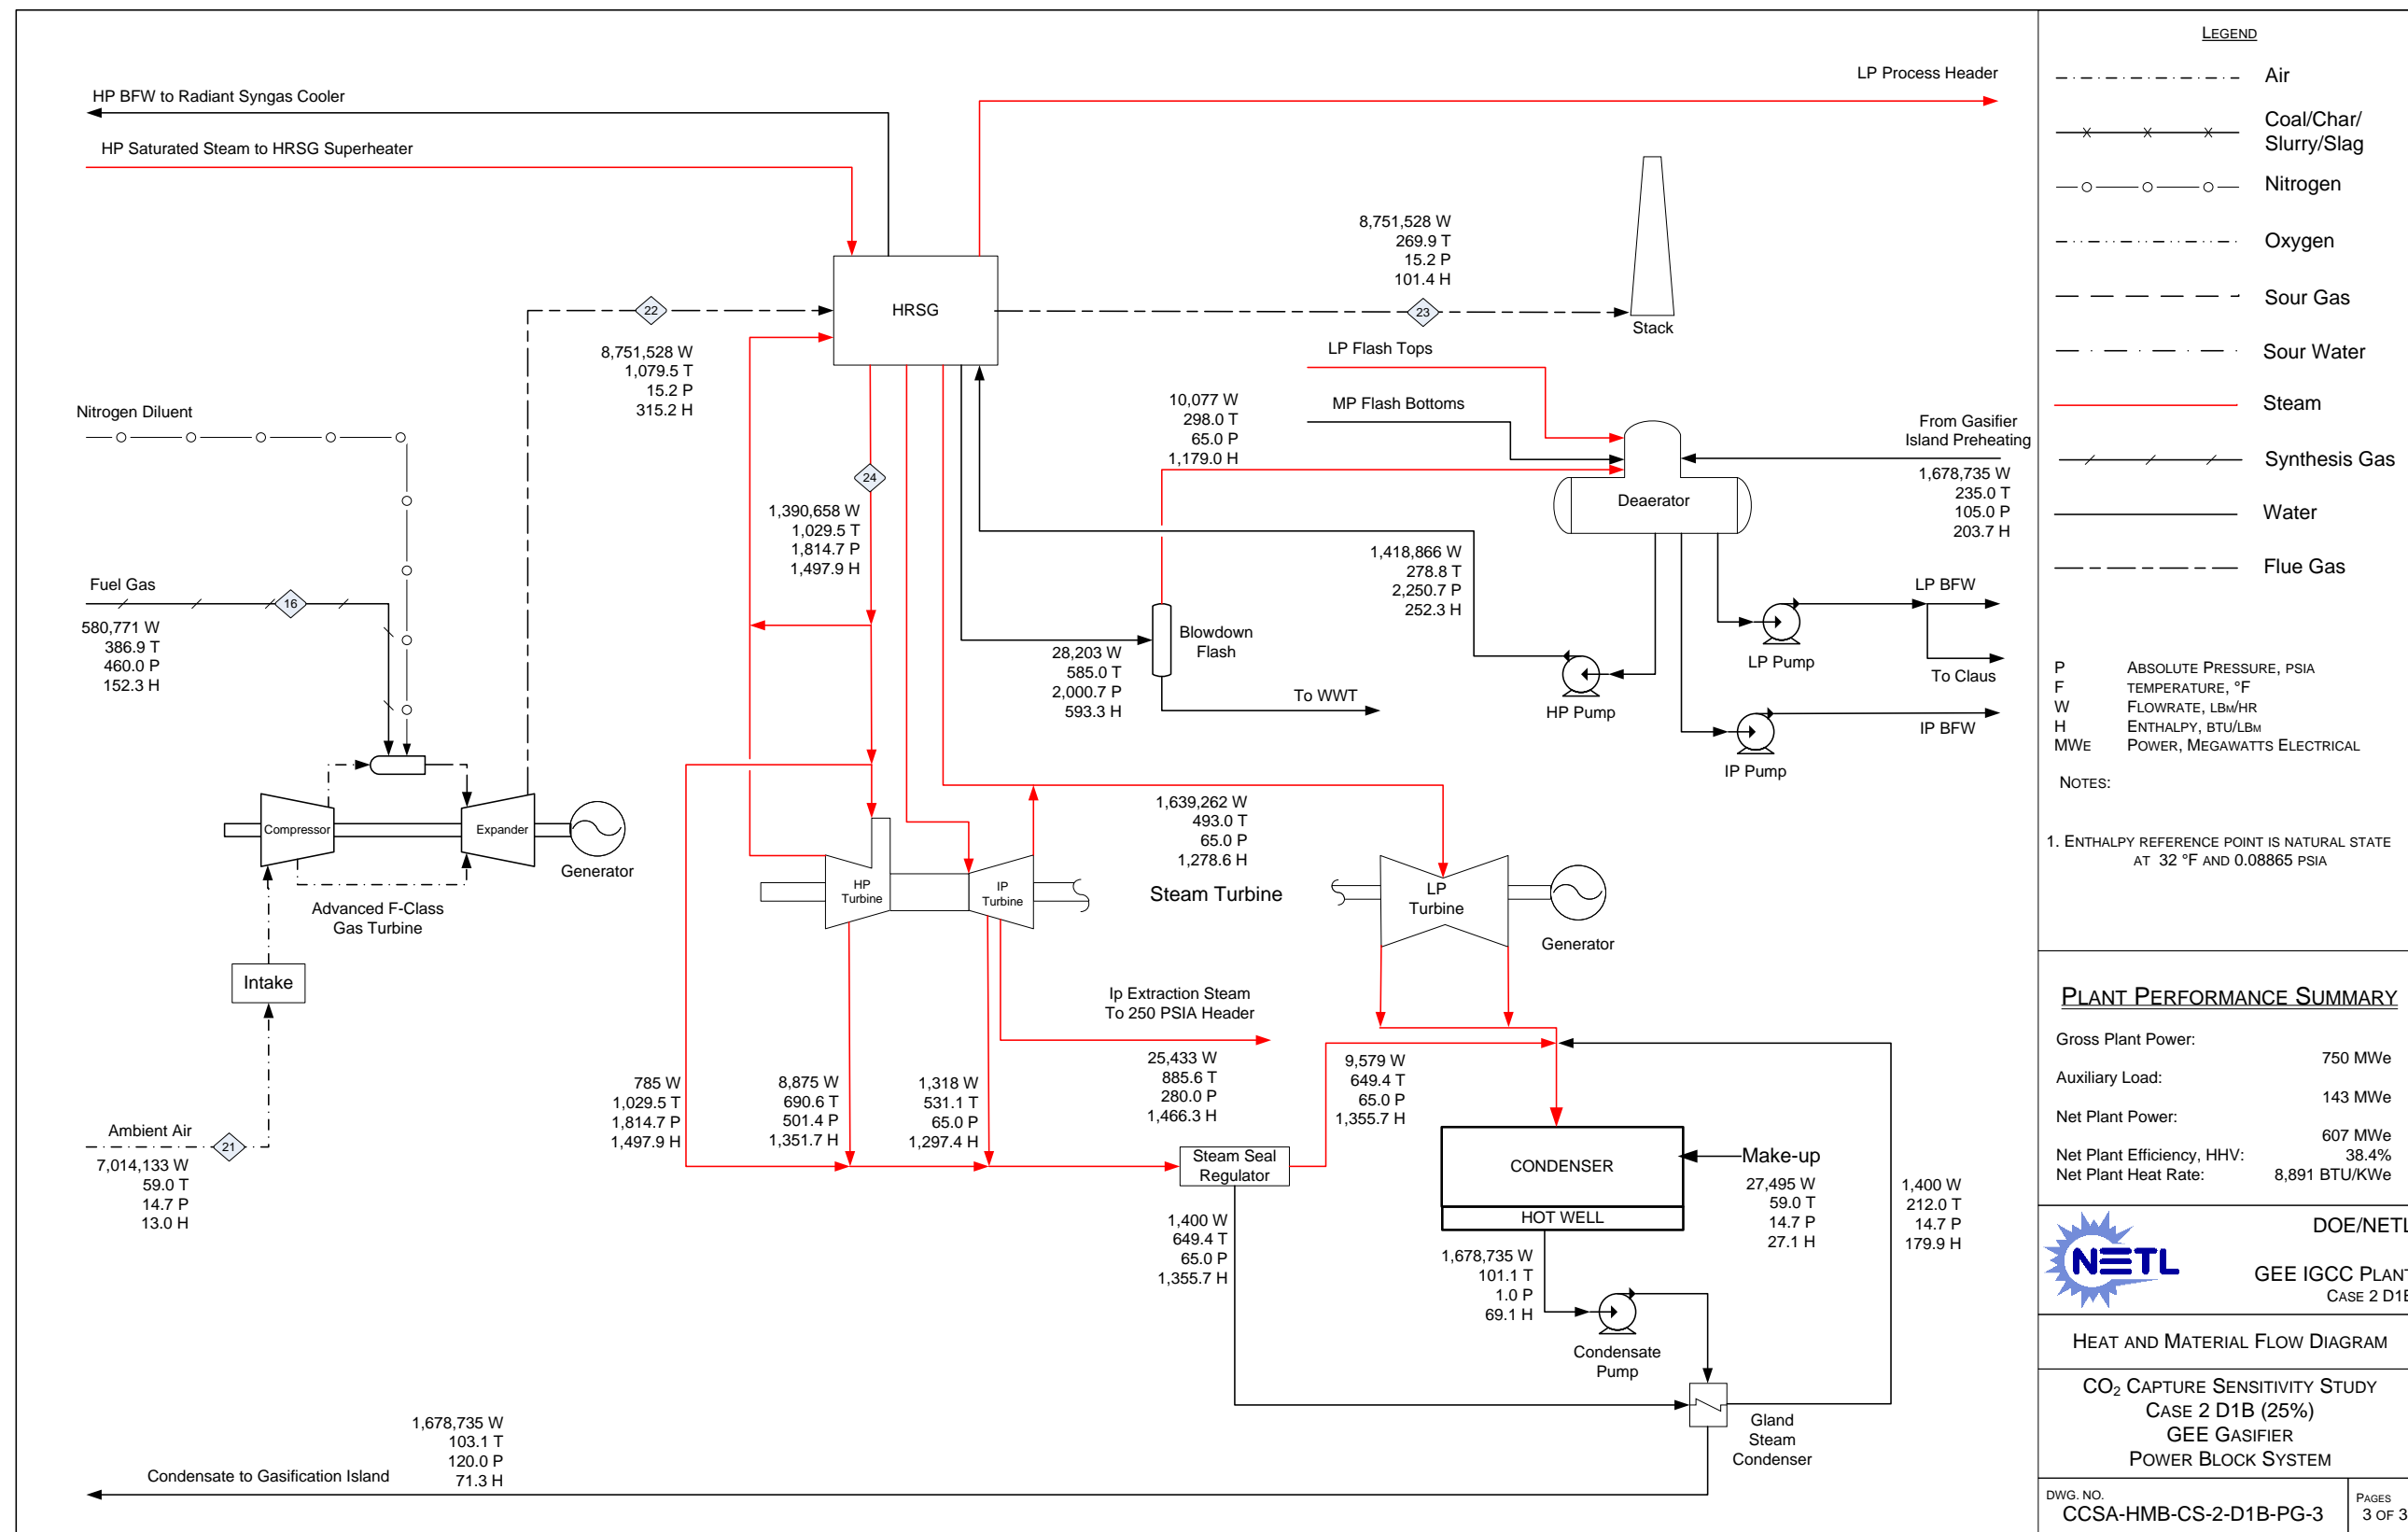 HP BFW to Radiant Syngas Cooler
HP Saturated Steam to HRSG Superheater
LP Process Header
HRSG
22
8,751,528 W
1,079.5 T
15.2 P
315.2 H
8,751,528 W
269.9 T
15.2 P
101.4 H
23
Stack
Nitrogen Diluent
Fuel Gas
16
580,771 W
386.9 T
460.0 P
152.3 H
24
1,390,658 W
1,029.5 T
1,814.7 P
1,497.9 H
LP Flash Tops
MP Flash Bottoms
10,077 W
298.0 T
65.0 P
1,179.0 H
From Gasifier
Island Preheating
1,678,735 W
235.0 T
105.0 P
203.7 H
Deaerator
1,418,866 W
278.8 T
2,250.7 P
252.3 H
Blowdown
Flash
28,203 W
585.0 T
2,000.7 P
593.3 H
To WWT
HP Pump
LP Pump
LP BFW
To Claus
IP Pump
IP BFW
Compressor
Expander
Generator
Advanced F-Class
Gas Turbine
Intake
Ambient Air
21
7,014,133 W
59.0 T
14.7 P
13.0 H
HP
Turbine
IP
Turbine
1,639,262 W
493.0 T
65.0 P
1,278.6 H
Steam Turbine
LP
Turbine
Generator
Ip Extraction Steam
To 250 PSIA Header
25,433 W
885.6 T
280.0 P
1,466.3 H
785 W
1,029.5 T
1,814.7 P
1,497.9 H
8,875 W
690.6 T
501.4 P
1,351.7 H
1,318 W
531.1 T
65.0 P
1,297.4 H
9,579 W
649.4 T
65.0 P
1,355.7 H
Steam Seal
Regulator
1,400 W
649.4 T
65.0 P
1,355.7 H
CONDENSER
HOT WELL
Make-up
27,495 W
59.0 T
14.7 P
27.1 H
1,400 W
212.0 T
14.7 P
179.9 H
1,678,735 W
101.1 T
1.0 P
69.1 H
Condensate
Pump
Gland
Steam
Condenser
1,678,735 W
103.1 T
120.0 P
71.3 H
Condensate to Gasification Island
LEGEND
Air
Coal/Char/
Slurry/Slag
Nitrogen
Oxygen
Sour Gas
Sour Water
Steam
Synthesis Gas
Water
Flue Gas
P ABSOLUTE PRESSURE, PSIA
F TEMPERATURE, °F
W FLOWRATE, LBM/HR
H ENTHALPY, BTU/LBM
MWE POWER, MEGAWATTS ELECTRICAL
NOTES:
1. ENTHALPY REFERENCE POINT IS NATURAL STATE
AT 32 °F AND 0.08865 PSIA
PLANT PERFORMANCE SUMMARY
Gross Plant Power:
750 MWe
Auxiliary Load:
143 MWe
Net Plant Power:
607 MWe
Net Plant Efficiency, HHV: 38.4%
Net Plant Heat Rate: 8,891 BTU/KWe
NETL
DOE/NETL
GEE IGCC PLANT
CASE 2 D1B
HEAT AND MATERIAL FLOW DIAGRAM
CO₂ CAPTURE SENSITIVITY STUDY
CASE 2 D1B (25%)
GEE GASIFIER
POWER BLOCK SYSTEM
DWG. NO.
CCSA-HMB-CS-2-D1B-PG-3
PAGES
3 OF 3